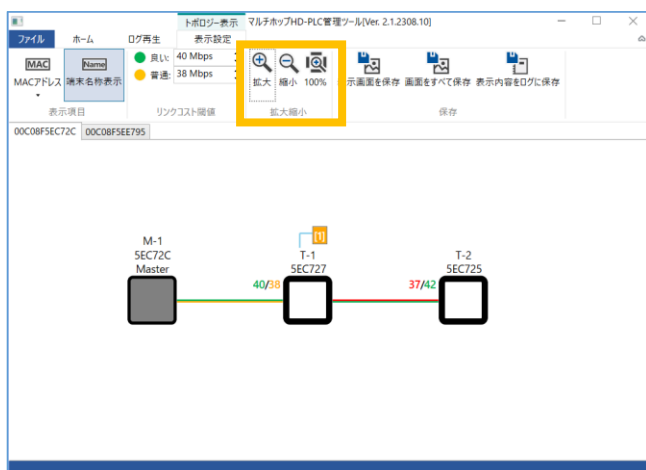 トポロジー表示 マルチホップHD-PLC管理ツール[Ver. 2.1.2308.10]
ファイル ホーム ログ再生 表示設定
MAC Name 良い: 40 Mbps
普通: 38 Mbps
MACアドレス 端末名称表示 拡大 縮小 100% 示画面を保存 画面をすべて保存 表示内容をログに保存
表示項目 リンクコスト閾値 拡大縮小 保存
00C08F5EC72C 00C08F5EE795
[1]
M-1 T-1 T-2
5EC72C 5EC727 5EC725
Master
40/38 37/42